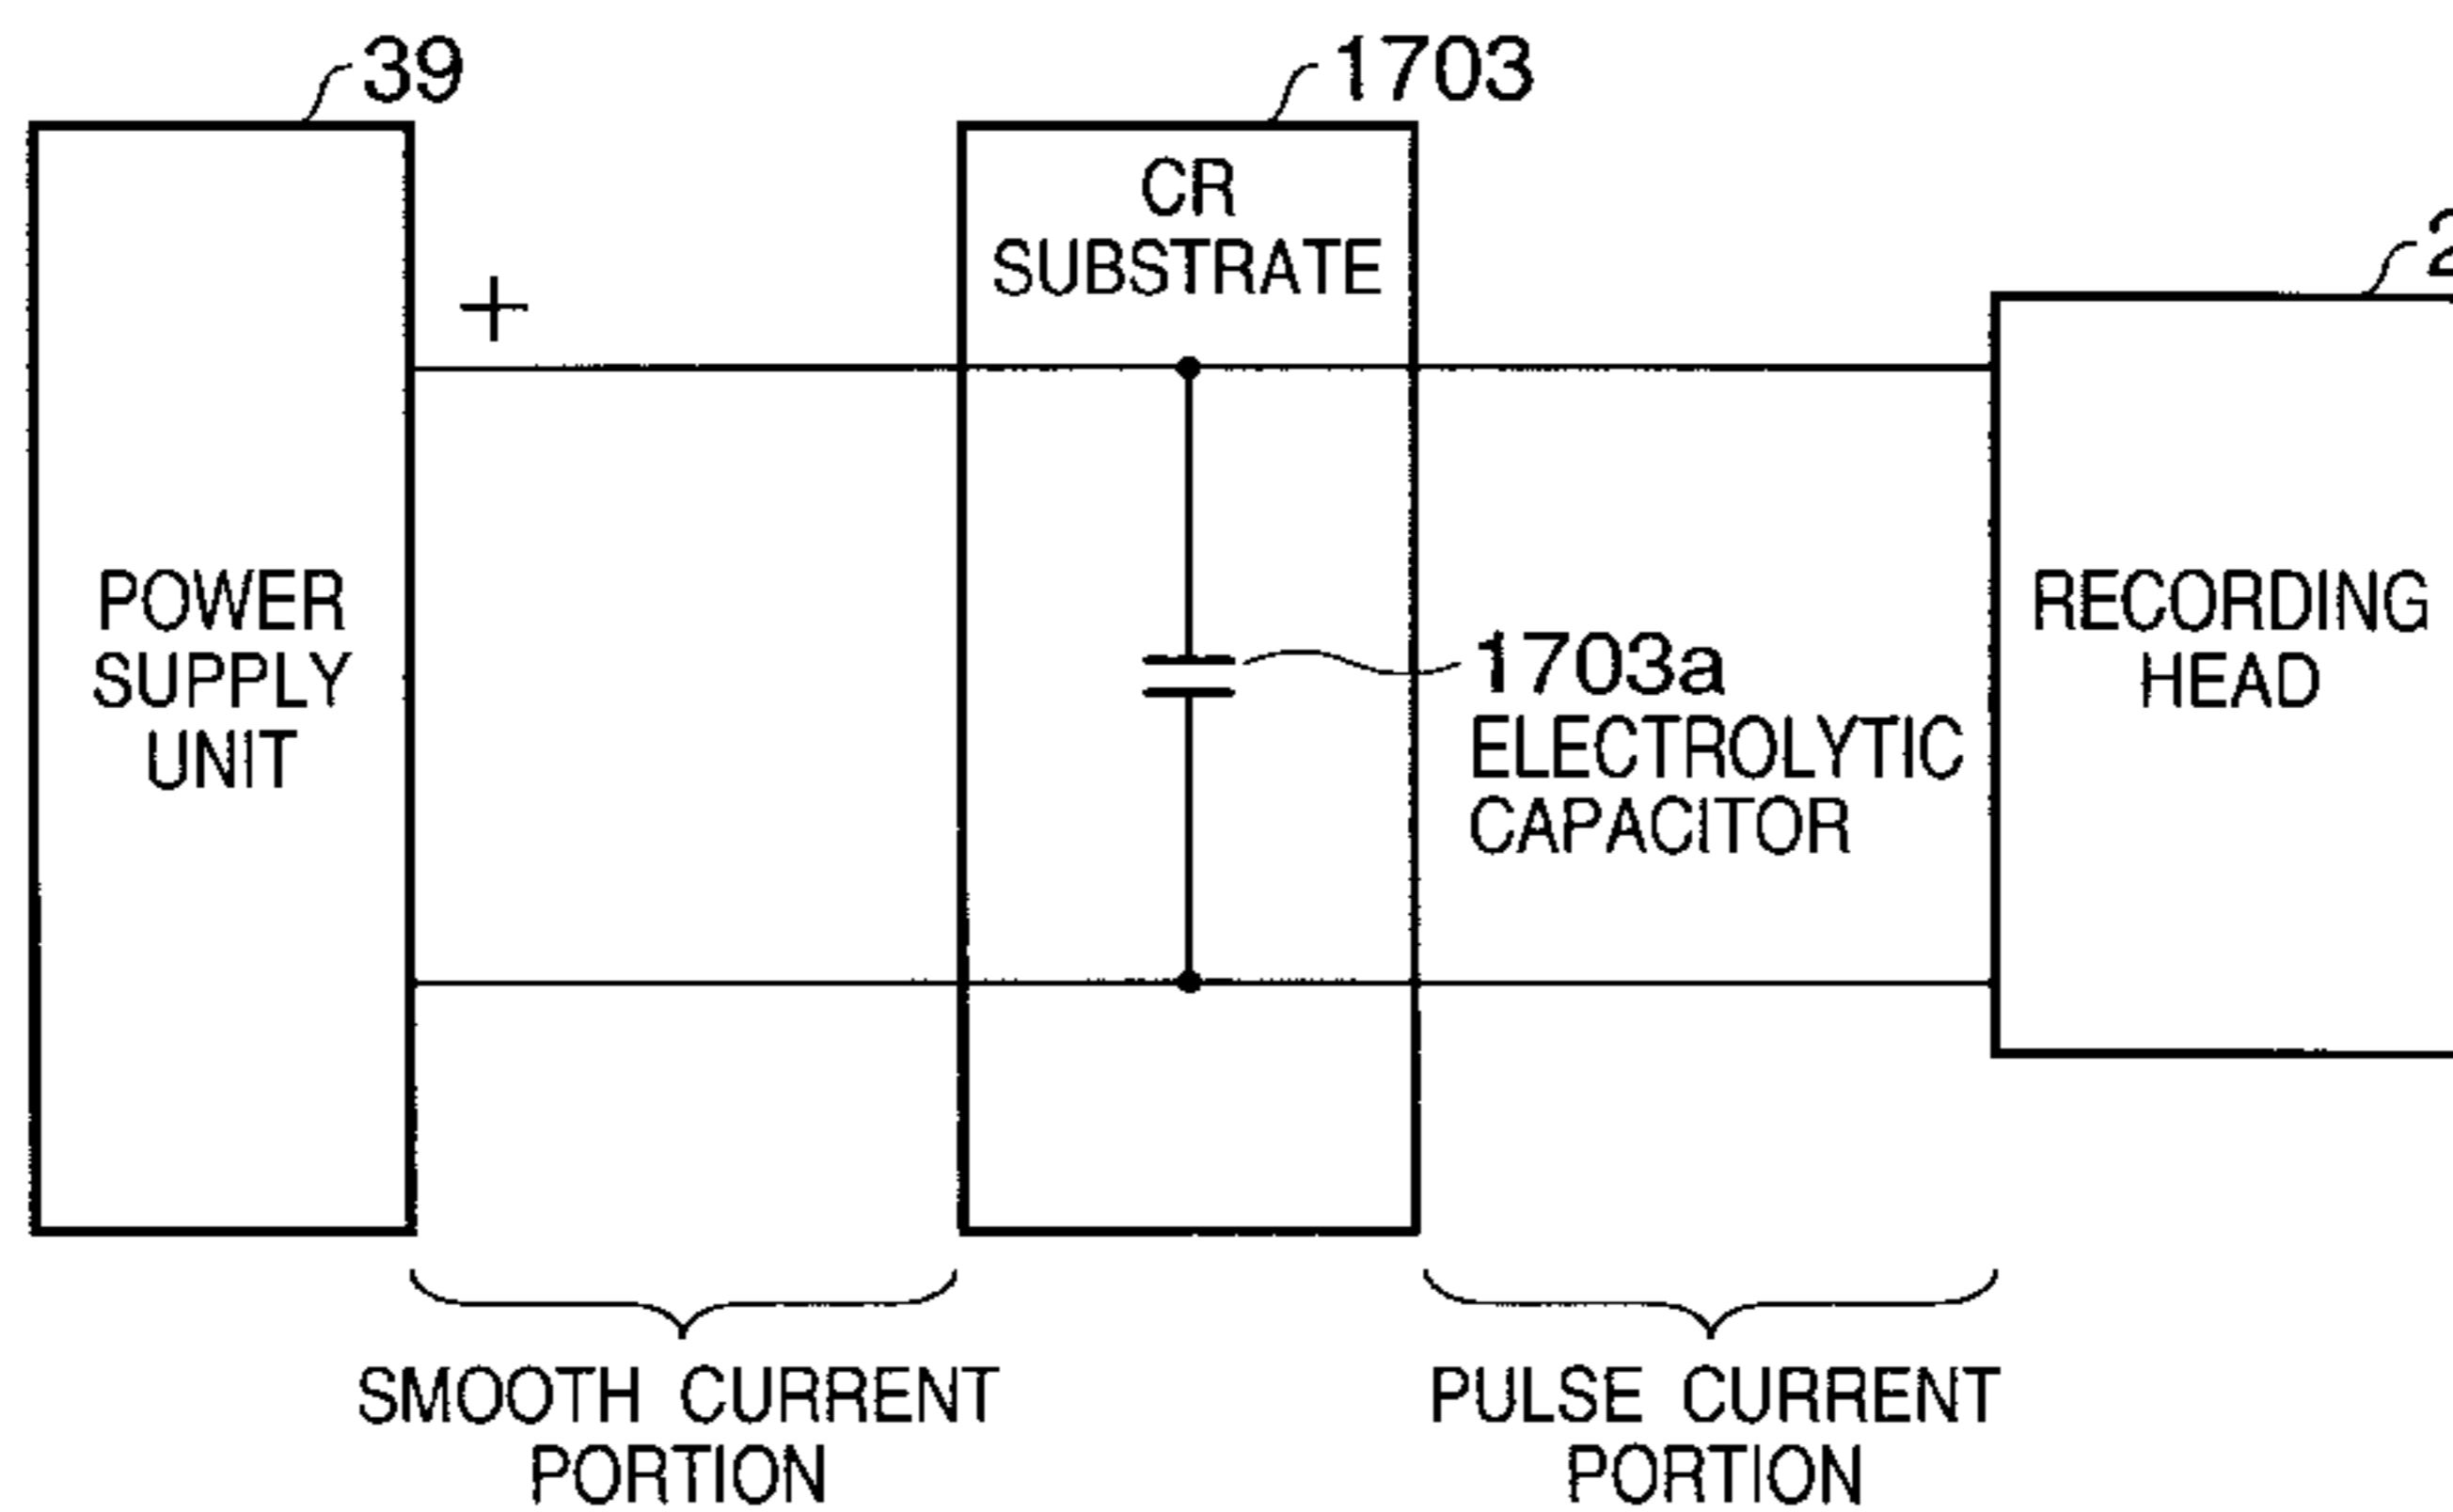 39
1703
CR
SUBSTRATE
+
POWER
SUPPLY
UNIT
1703a
ELECTROLYTIC
CAPACITOR
RECORDING
HEAD
SMOOTH CURRENT
PORTION
PULSE CURRENT
PORTION